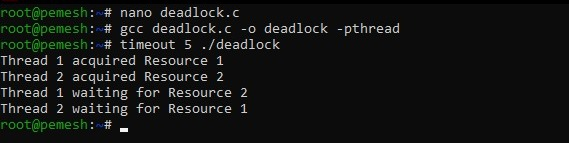 root@pemesh:~# nano deadlock.c
root@pemesh:~# gcc deadlock.c -o deadlock -pthread
root@pemesh:~# timeout 5 ./deadlock
Thread 1 acquired Resource 1
Thread 2 acquired Resource 2
Thread 1 waiting for Resource 2
Thread 2 waiting for Resource 1
root@pemesh:~#